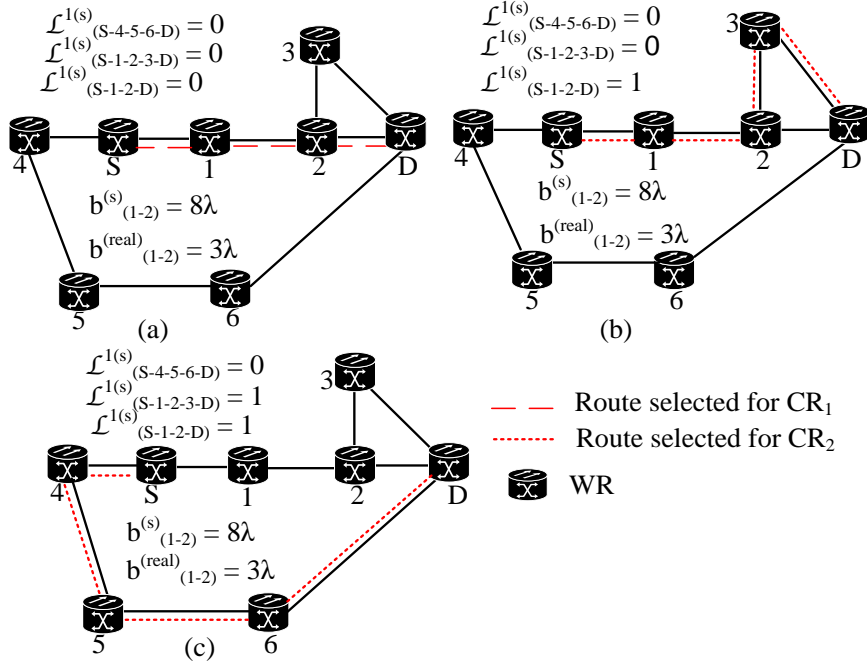 ℒ¹⁽ˢ⁾(S-4-5-6-D) = 0
ℒ¹⁽ˢ⁾(S-1-2-3-D) = 0
ℒ¹⁽ˢ⁾(S-1-2-D) = 0
3
4
S
1
2
D
b⁽ˢ⁾(1-2) = 8λ
b⁽ʳᵉᵃˡ⁾(1-2) = 3λ
5
6
(a)
ℒ¹⁽ˢ⁾(S-4-5-6-D) = 0
ℒ¹⁽ˢ⁾(S-1-2-3-D) = 0
ℒ¹⁽ˢ⁾(S-1-2-D) = 1
3
4
S
1
2
D
b⁽ˢ⁾(1-2) = 8λ
b⁽ʳᵉᵃˡ⁾(1-2) = 3λ
5
6
(b)
ℒ¹⁽ˢ⁾(S-4-5-6-D) = 0
ℒ¹⁽ˢ⁾(S-1-2-3-D) = 1
ℒ¹⁽ˢ⁾(S-1-2-D) = 1
3
4
S
1
2
D
b⁽ˢ⁾(1-2) = 8λ
b⁽ʳᵉᵃˡ⁾(1-2) = 3λ
5
6
(c)
Route selected for CR₁
Route selected for CR₂
WR